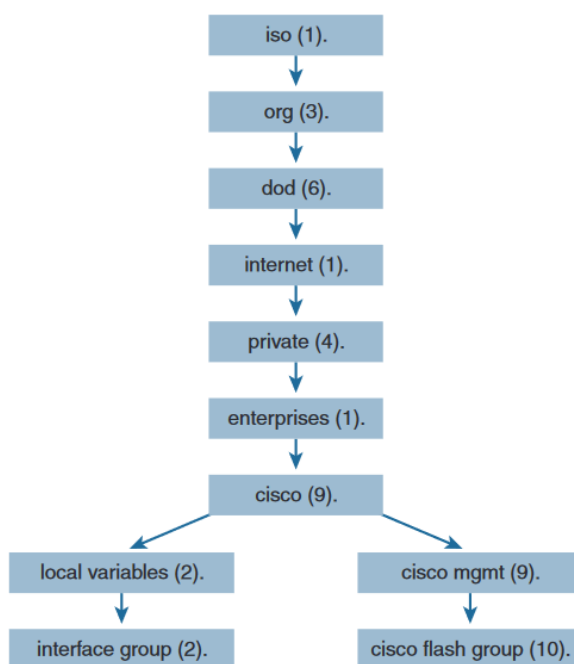 iso (1).
org (3).
dod (6).
internet (1).
private (4).
enterprises (1).
cisco (9).
local variables (2).
cisco mgmt (9).
interface group (2).
cisco flash group (10).